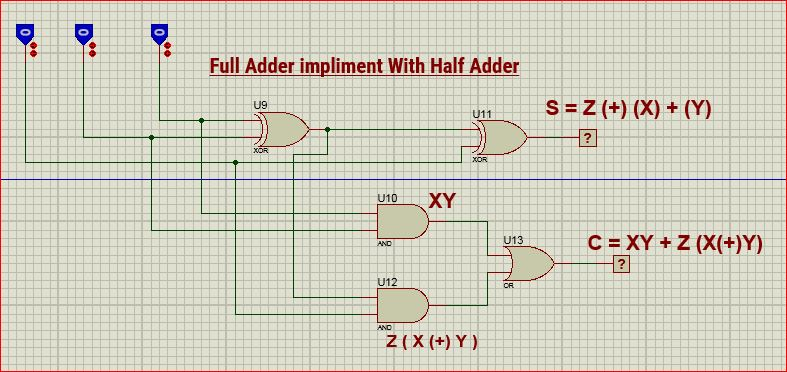 0 0 0
Full Adder impliment With Half Adder
U9
XOR
U11
XOR
S = Z (+) (X) + (Y)
?
U10
AND
XY
U13
OR
C = XY + Z (X(+)Y)
?
U12
AND
Z ( X (+) Y )